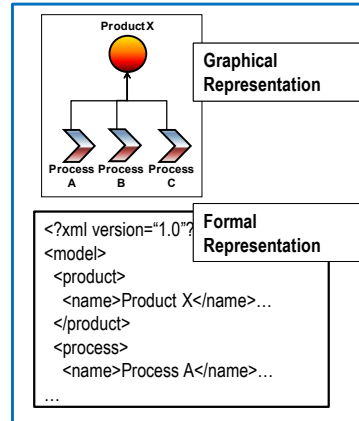 Product X
Graphical
Representation
Process Process Process
A B C
Formal
Representation
<?xml version=“1.0”?
<model>
<product>
<name>Product X</name>…
</product>
<process>
<name>Process A</name>…
…